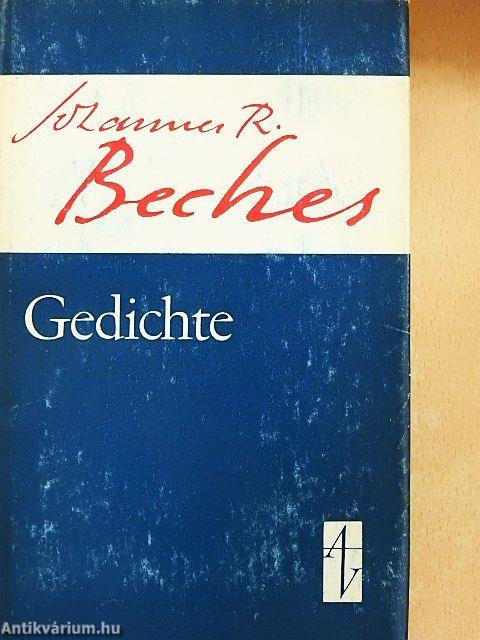 Johannes R.
Becher
Gedichte
AV
Antikvárium.hu